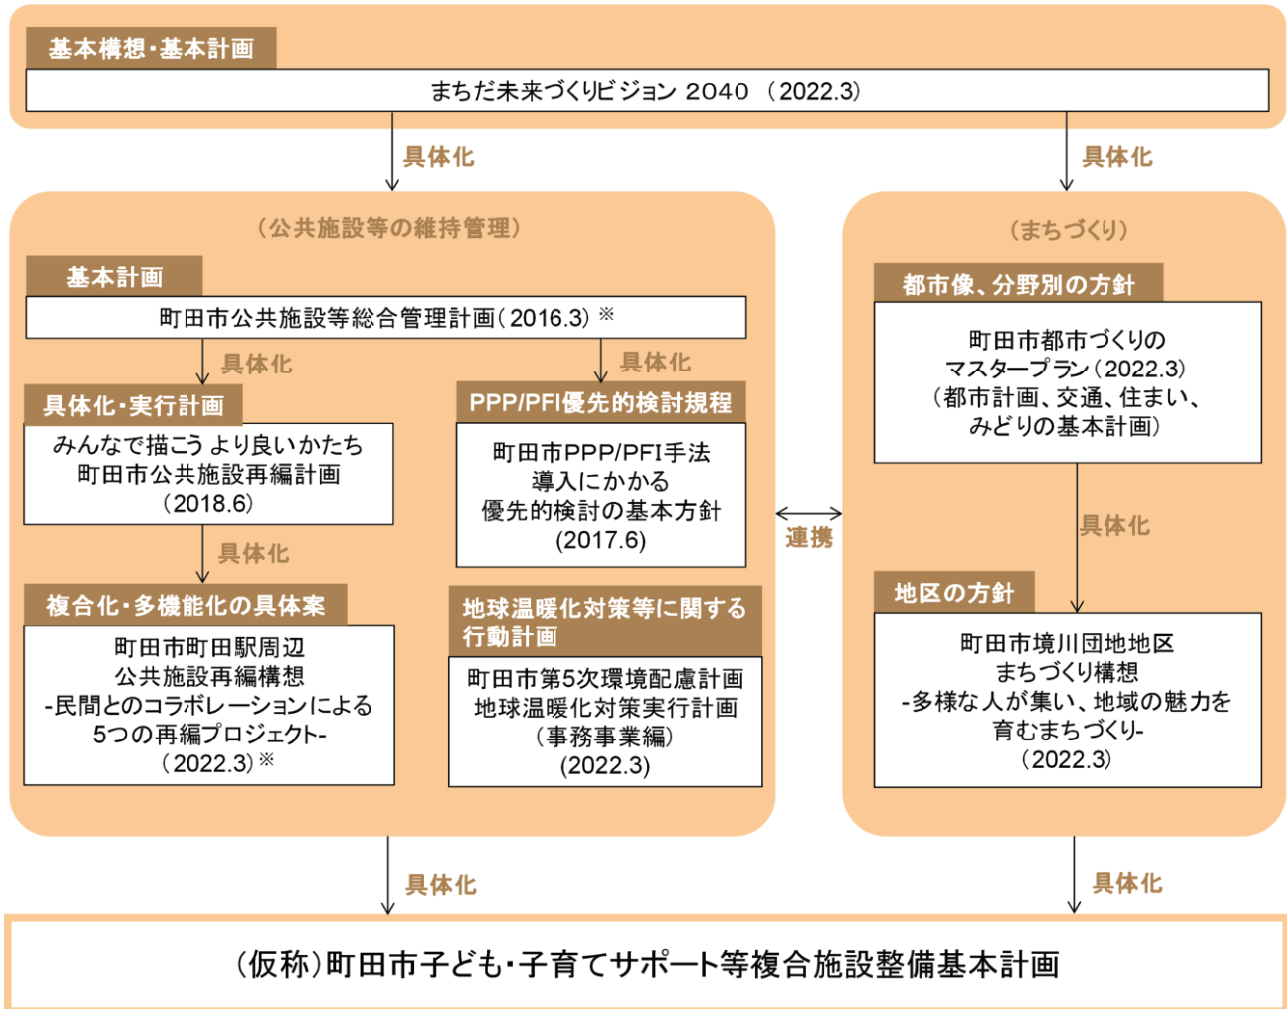 基本構想・基本計画
まちだ未来づくりビジョン 2040 （2022.3）
具体化
具体化
（公共施設等の維持管理）
基本計画
町田市公共施設等総合管理計画（2016.3）※
具体化
具体化
具体化・実行計画
みんなで描こう より良いかたち
町田市公共施設再編計画
（2018.6）
具体化
複合化・多機能化の具体案
町田市町田駅周辺
公共施設再編構想
-民間とのコラボレーションによる
5つの再編プロジェクト-
（2022.3）※
PPP/PFI優先的検討規程
町田市PPP/PFI手法
導入にかかる
優先的検討の基本方針
(2017.6)
地球温暖化対策等に関する
行動計画
町田市第5次環境配慮計画
地球温暖化対策実行計画
（事務事業編）
(2022.3)
連携
（まちづくり）
都市像、分野別の方針
町田市都市づくりの
マスタープラン（2022.3）
（都市計画、交通、住まい、
みどりの基本計画）
具体化
地区の方針
町田市境川団地地区
まちづくり構想
-多様な人が集い、地域の魅力を
育むまちづくり-
（2022.3）
具体化
具体化
（仮称）町田市子ども・子育てサポート等複合施設整備基本計画